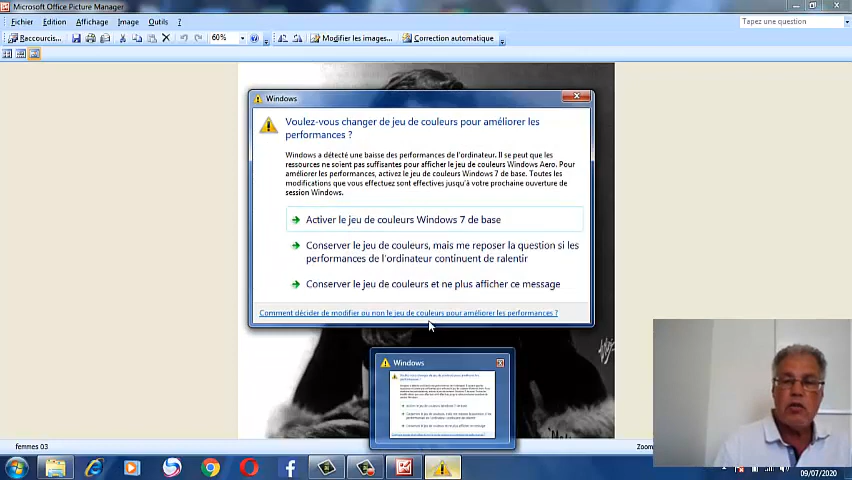 Microsoft Office Picture Manager
Fichier Edition Affichage Image Outils ?
Tapez une question
Raccourcis... 60% Modifier les images... Correction automatique
Windows
Voulez-vous changer de jeu de couleurs pour améliorer les
performances ?
Windows a détecté une baisse des performances de l'ordinateur. Il se peut que les
ressources ne soient pas suffisantes pour afficher le jeu de couleurs Windows Aero. Pour
améliorer les performances, activez le jeu de couleurs Windows 7 de base. Toutes les
modifications que vous effectuez sont effectives jusqu'à votre prochaine ouverture de
session Windows.
Activer le jeu de couleurs Windows 7 de base
Conserver le jeu de couleurs, mais me reposer la question si les
performances de l'ordinateur continuent de ralentir
Conserver le jeu de couleurs et ne plus afficher ce message
Comment décider de modifier ou non le jeu de couleurs pour améliorer les performances ?
Windows
femmes 03
Zoom
09/07/2020